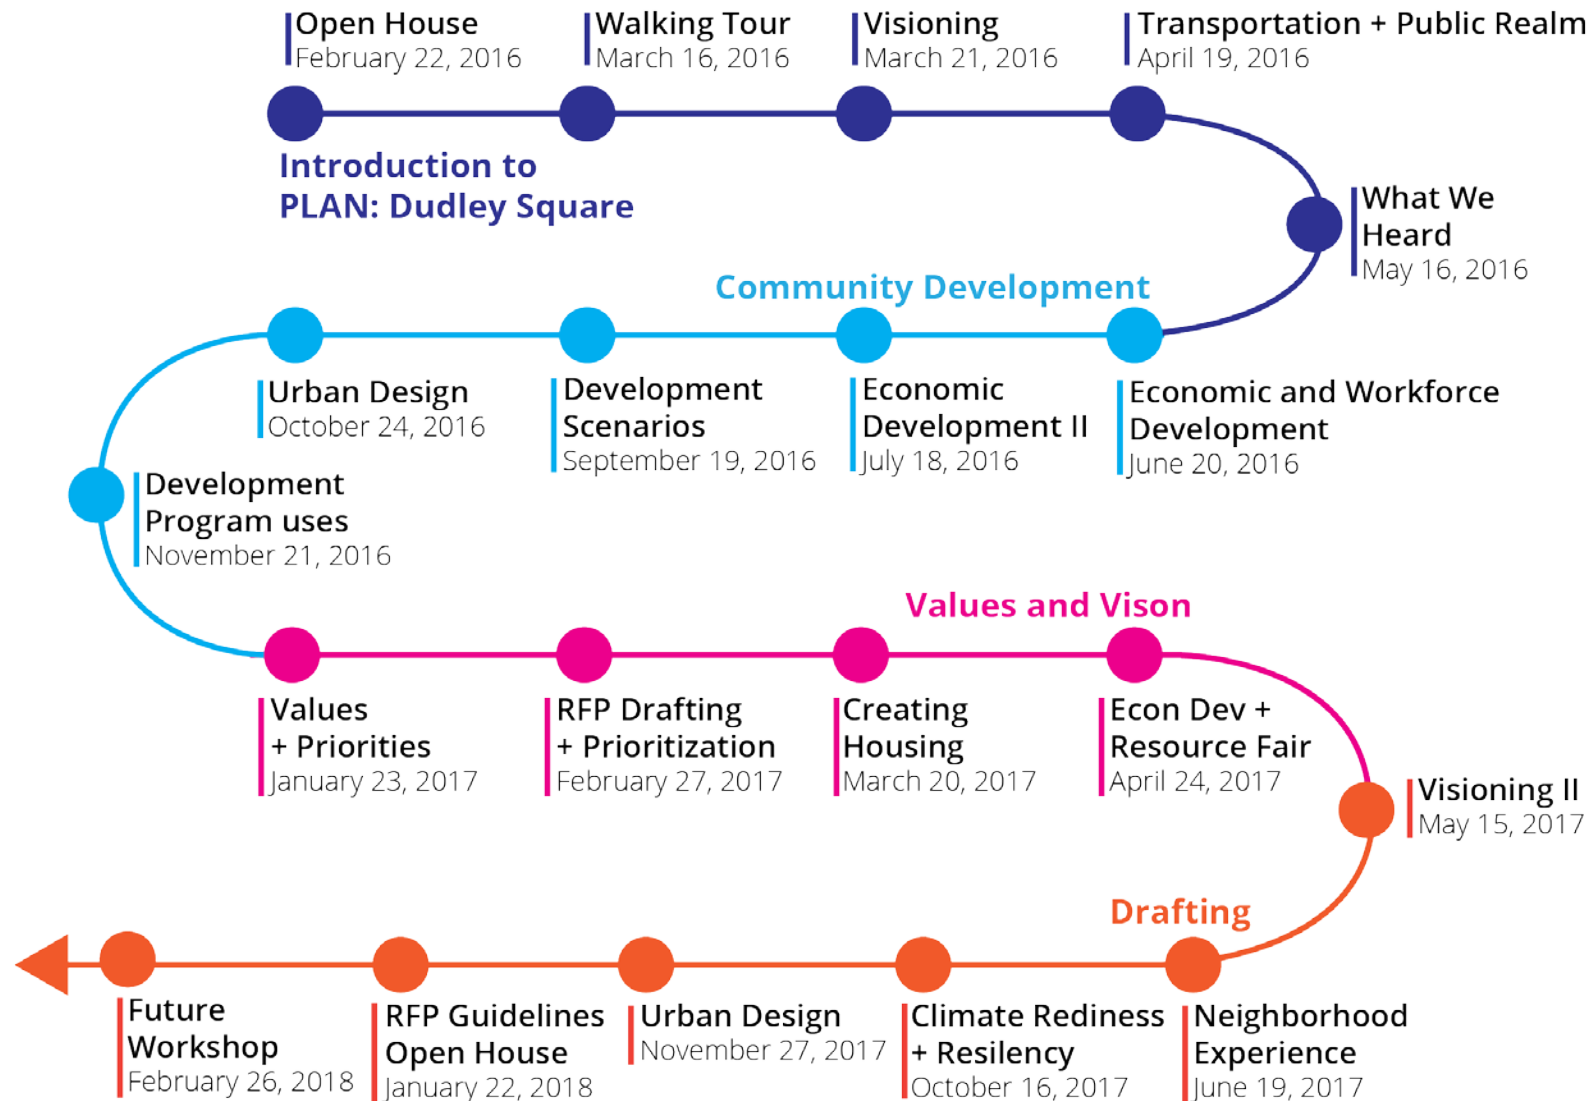 Open House
February 22, 2016
Walking Tour
March 16, 2016
Visioning
March 21, 2016
Transportation + Public Realm
April 19, 2016
Introduction to
PLAN: Dudley Square
What We
Heard
May 16, 2016
Community Development
Urban Design
October 24, 2016
Development
Scenarios
September 19, 2016
Economic
Development II
July 18, 2016
Economic and Workforce
Development
June 20, 2016
Development
Program uses
November 21, 2016
Values and Vison
Values
+ Priorities
January 23, 2017
RFP Drafting
+ Prioritization
February 27, 2017
Creating
Housing
March 20, 2017
Econ Dev +
Resource Fair
April 24, 2017
Visioning II
May 15, 2017
Drafting
Future
Workshop
February 26, 2018
RFP Guidelines
Open House
January 22, 2018
Urban Design
November 27, 2017
Climate Rediness
+ Resilency
October 16, 2017
Neighborhood
Experience
June 19, 2017